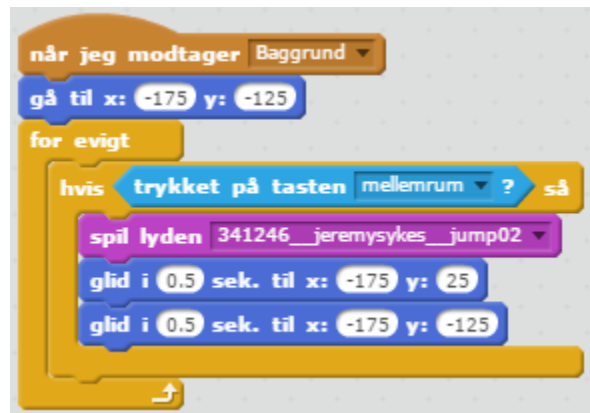 når jeg modtager Baggrund
gå til x: -175 y: -125
for evigt
hvis trykket på tasten mellemrum ? så
spil lyden 341246__jeremysykes__jump02
glid i 0.5 sek. til x: -175 y: 25
glid i 0.5 sek. til x: -175 y: -125